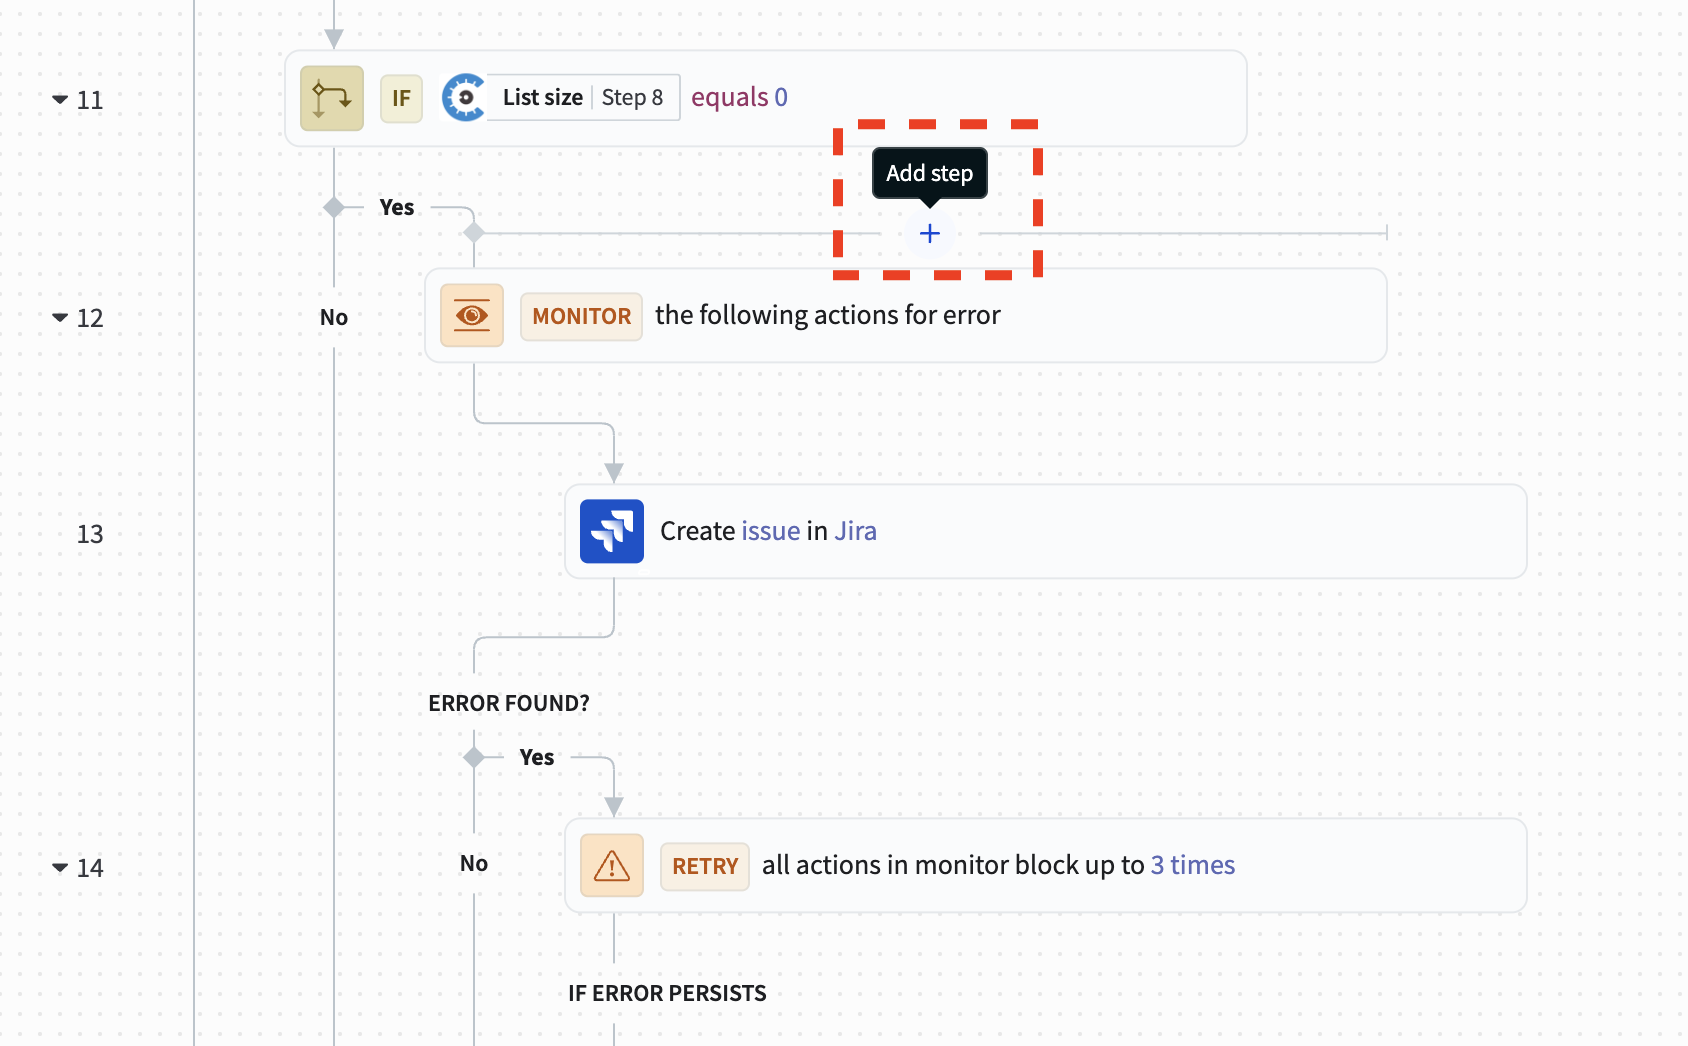 11 IF List size Step 8 equals 0
Add step
Yes
12 MONITOR the following actions for error
No
13 Create issue in Jira
ERROR FOUND?
Yes
14 RETRY all actions in monitor block up to 3 times
No
IF ERROR PERSISTS